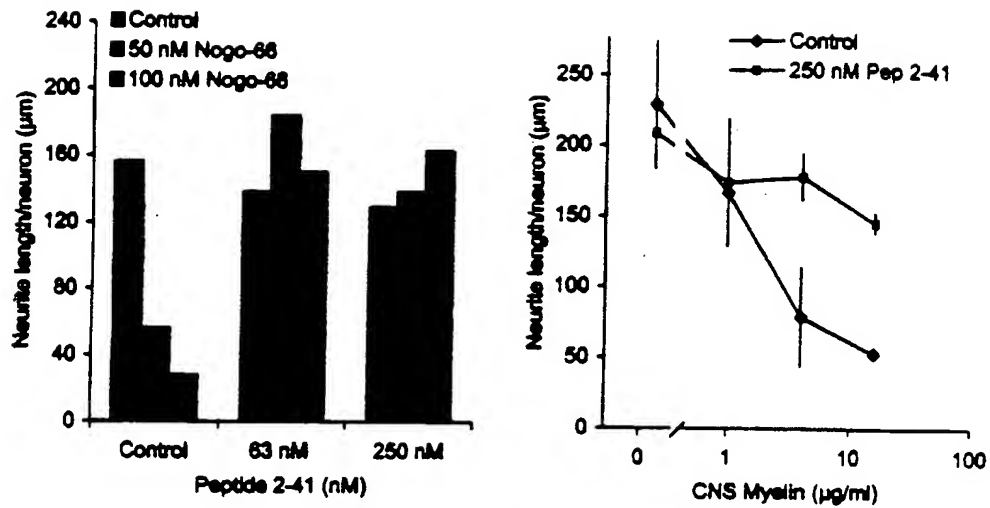 240
200
160
120
80
40
0
Neurite length/neuron (µm)
Control
50 nM Nogo-66
100 nM Nogo-66
Control
63 nM
250 nM
Peptide 2-41 (nM)
250
200
150
100
50
0
Neurite length/neuron (µm)
Control
250 nM Pep 2-41
0
1
10
100
CNS Myelin (µg/ml)